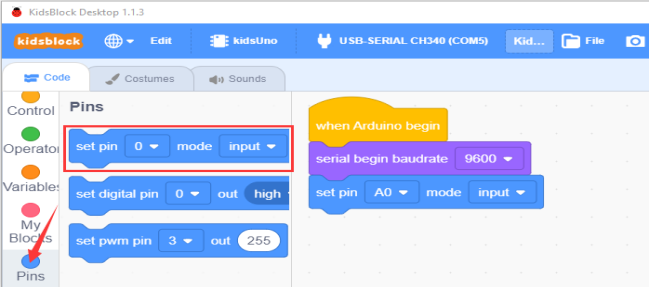 KidsBlock Desktop 1.1.3
kidsblock Edit kidsUno USB-SERIAL CH340 (COM5) Kid... File
Code Costumes Sounds
Control
Operato
Variable
My
Blocks
Pins
Pins
set pin 0 mode input
set digital pin 0 out high
set pwm pin 3 out 255
when Arduino begin
serial begin baudrate 9600
set pin A0 mode input